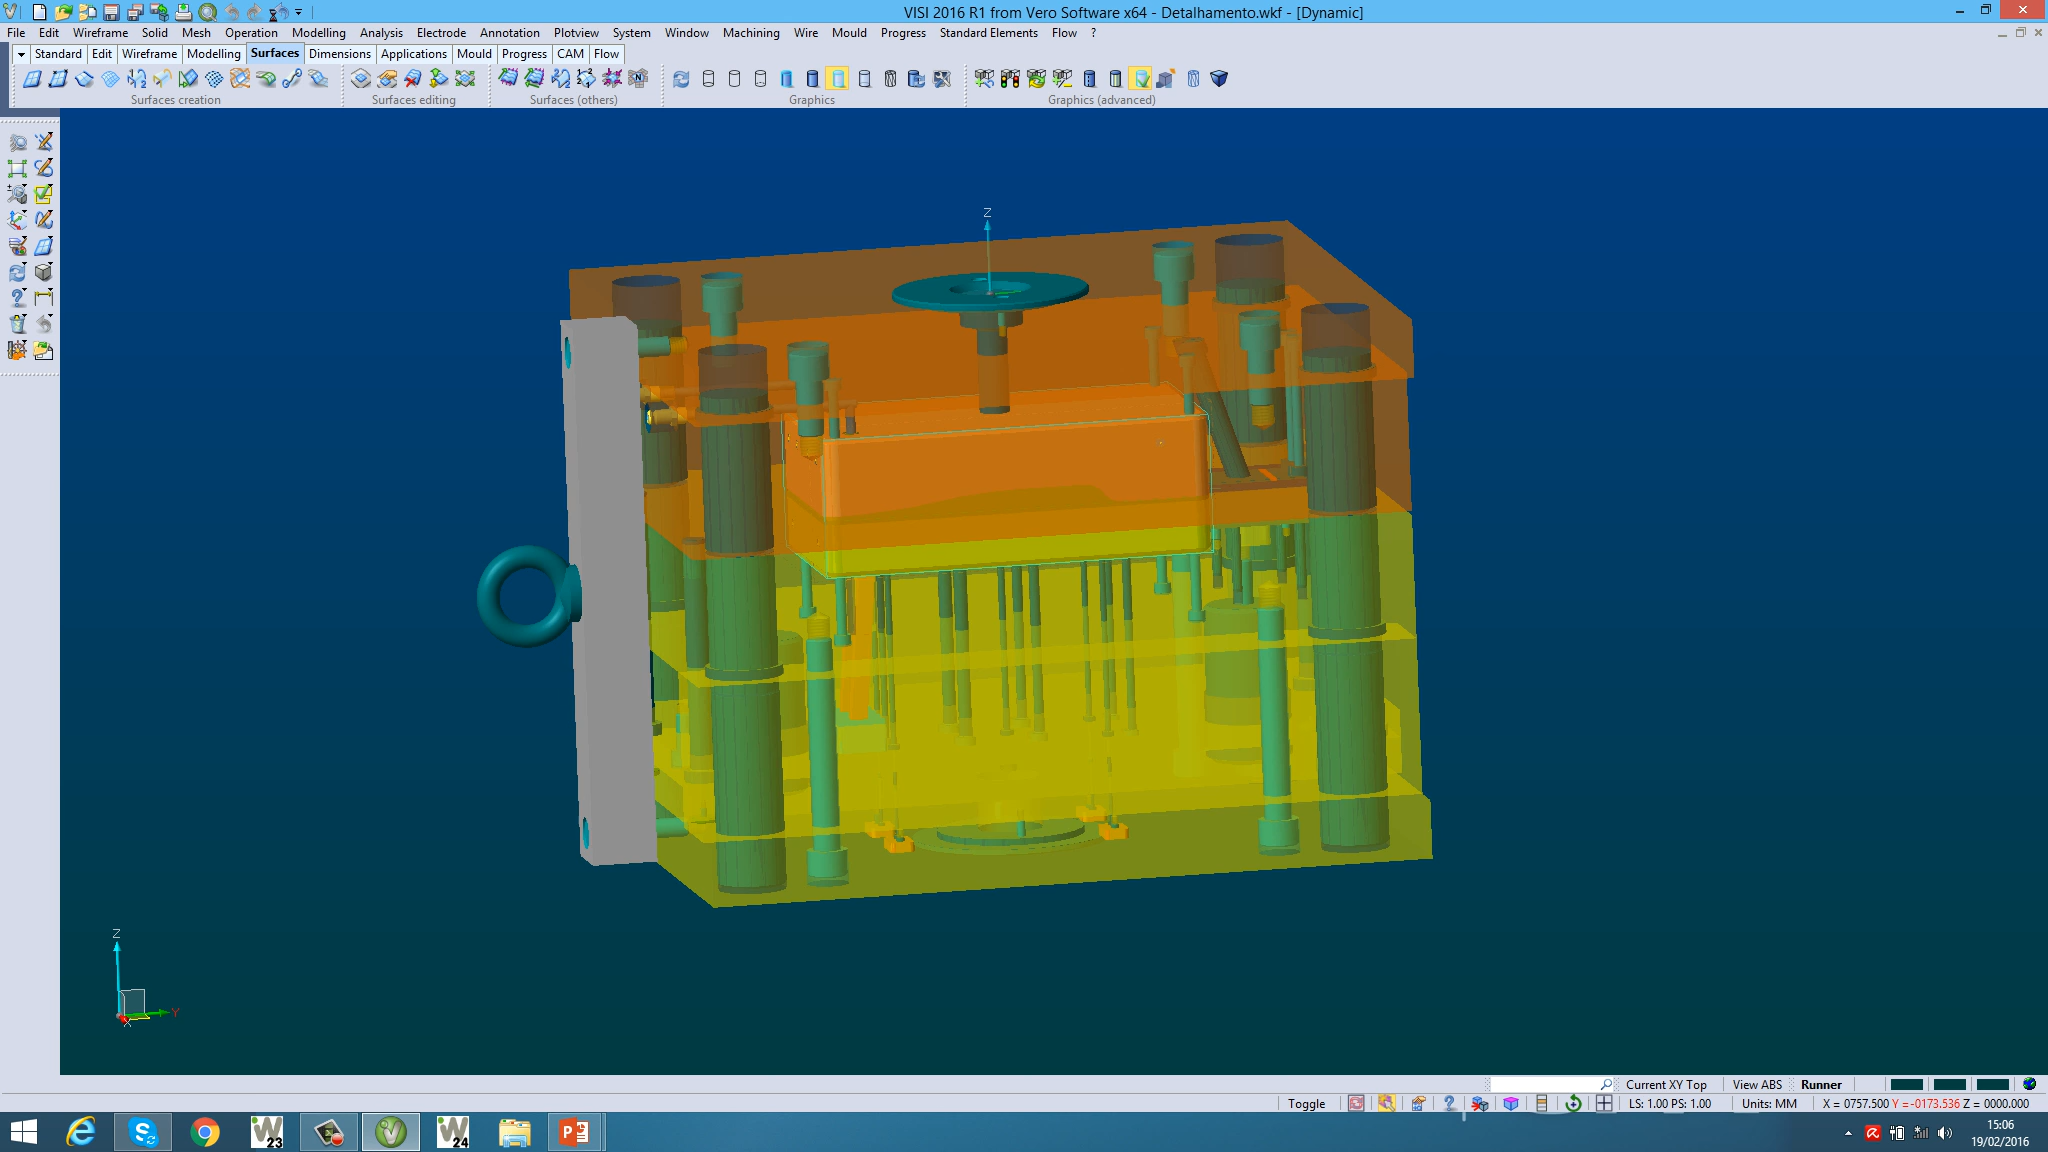 VISI 2016 R1 from Vero Software x64 - Detalhamento.wkf - [Dynamic]
File Edit Wireframe Solid Mesh Operation Modelling Analysis Electrode Annotation Plotview System Window Machining Wire Mould Progress Standard Elements Flow ?
Standard Edit Wireframe Modelling Surfaces Dimensions Applications Mould Progress CAM Flow
Surfaces creation Surfaces editing Surfaces (others) Graphics Graphics (advanced)
Z
Z
Y
X
Current XY Top View ABS Runner
Toggle LS: 1.00 PS: 1.00 Units: MM X = 0757.500 Y =-0173.536 Z = 0000.000
23 24
15:06
19/02/2016